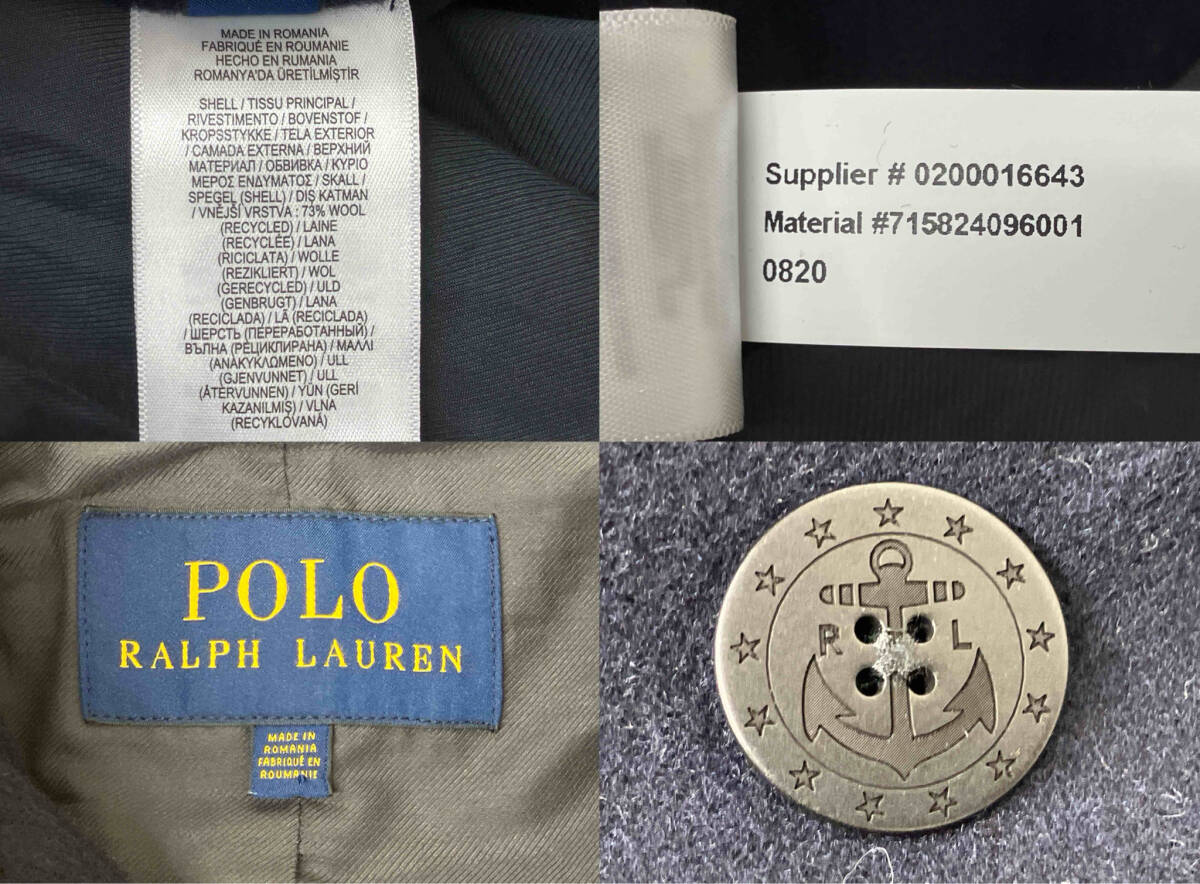 MADE IN ROMANIA
FABRIQUÉ EN ROUMANIE
HECHO EN RUMANIA
ROMANYA'DA ÜRETİLMİŞTİR
SHELL / TISSU PRINCIPAL /
RIVESTIMENTO / BOVENSTOF /
KROPSSTYKKE / TELA EXTERIOR
/ CAMADA EXTERNA / ВЕРХНИЙ
МАТЕРИАЛ / ОБВИВКА / ΚΥΡΙΟ
ΜΕΡΟΣ ΕΝΔΥΜΑΤΟΣ / SKALL /
SPEGEL (SHELL) / DIŞ KATMAN
/ VNĚJŠÍ VRSTVA : 73% WOOL
(RECYCLED) / LAINE
(RECYCLÉE) / LANA
(RICICLATA) / WOLLE
(REZIKLIERT) / WOL
(GERECYCLED) / ULD
(GENBRUGT) / LANA
(RECICLADA) / LÃ (RECICLADA)
/ ШЕРСТЬ (ПЕРЕРАБОТАННЫЙ) /
ВЪЛНА (РЕЦИКЛИРАНА) / ΜΑΛΛΙ
(ΑΝΑΚΥΚΛΩΜΕΝΟ) / ULL
(GJENVUNNET) / ULL
(ÅTERVUNNEN) / YÜN (GERİ
KAZANILMIŞ) / VLNA
(RECYKLOVANÁ)
Supplier # 0200016643
Material #715824096001
0820
POLO
RALPH LAUREN
MADE IN
ROMANIA
FABRIQUÉ EN
ROUMANIE
R L